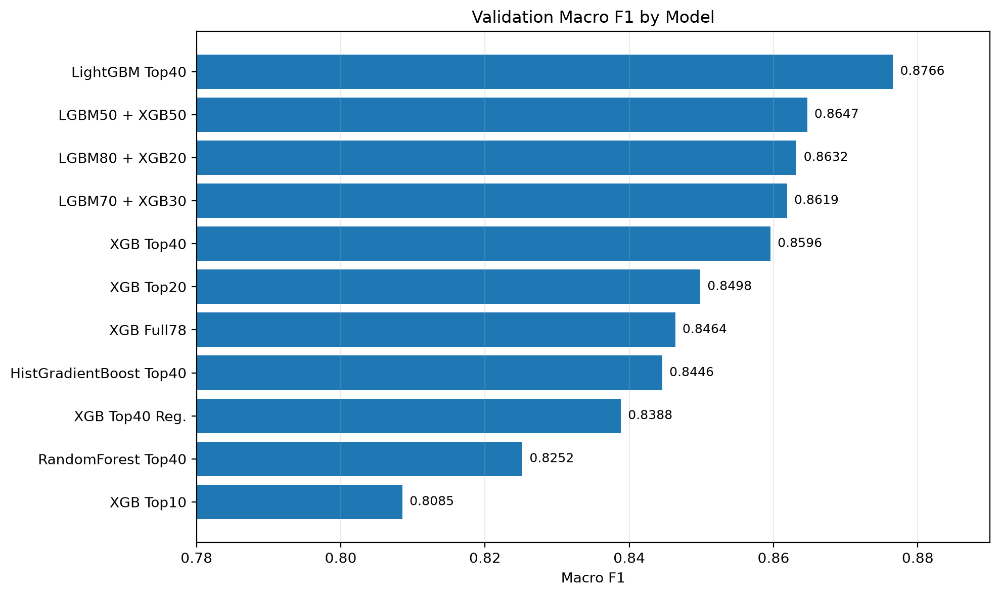 Validation Macro F1 by Model
LightGBM Top40 0.8766
LGBM50 + XGB50 0.8647
LGBM80 + XGB20 0.8632
LGBM70 + XGB30 0.8619
XGB Top40 0.8596
XGB Top20 0.8498
XGB Full78 0.8464
HistGradientBoost Top40 0.8446
XGB Top40 Reg. 0.8388
RandomForest Top40 0.8252
XGB Top10 0.8085
0.78 0.80 0.82 0.84 0.86 0.88
Macro F1